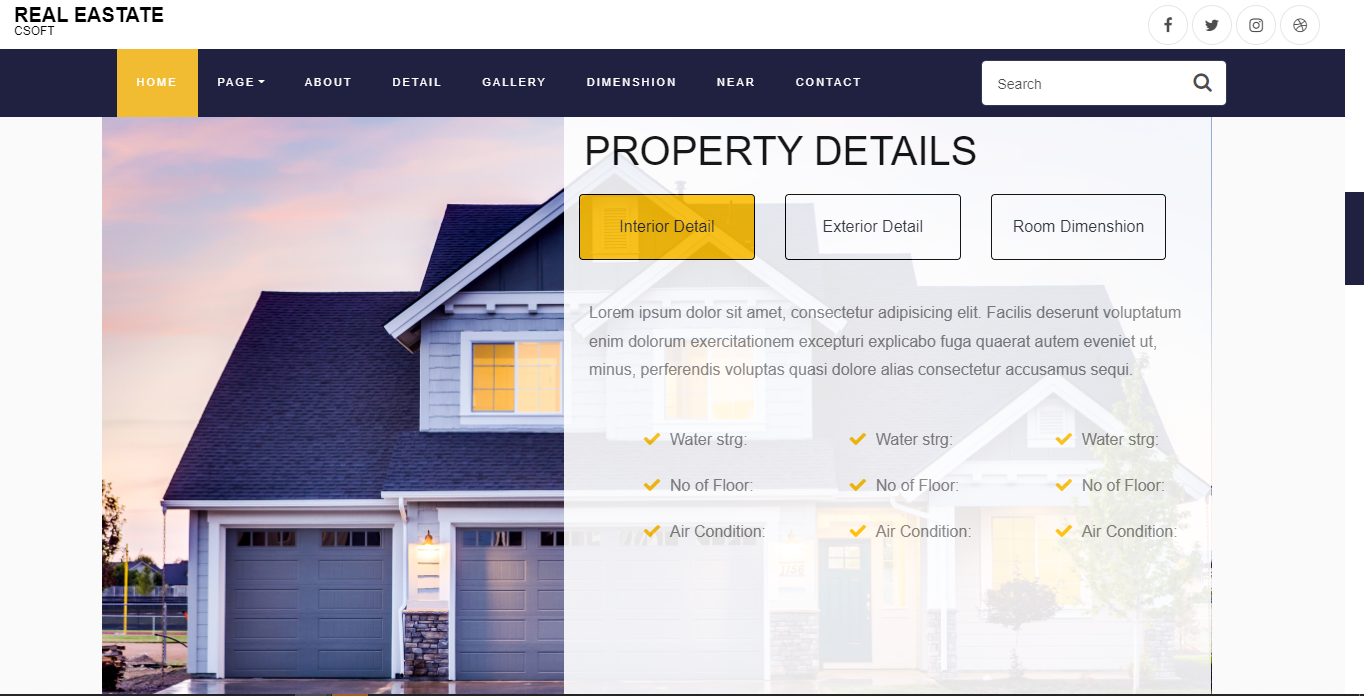 REAL EASTATE
CSOFT
HOME PAGE ABOUT DETAIL GALLERY DIMENSHION NEAR CONTACT Search
PROPERTY DETAILS
Interior Detail Exterior Detail Room Dimenshion
Lorem ipsum dolor sit amet, consectetur adipisicing elit. Facilis deserunt voluptatum
enim dolorum exercitationem excepturi explicabo fuga quaerat autem eveniet ut,
minus, perferendis voluptas quasi dolore alias consectetur accusamus sequi.
Water strg: Water strg: Water strg:
No of Floor: No of Floor: No of Floor:
Air Condition: Air Condition: Air Condition: